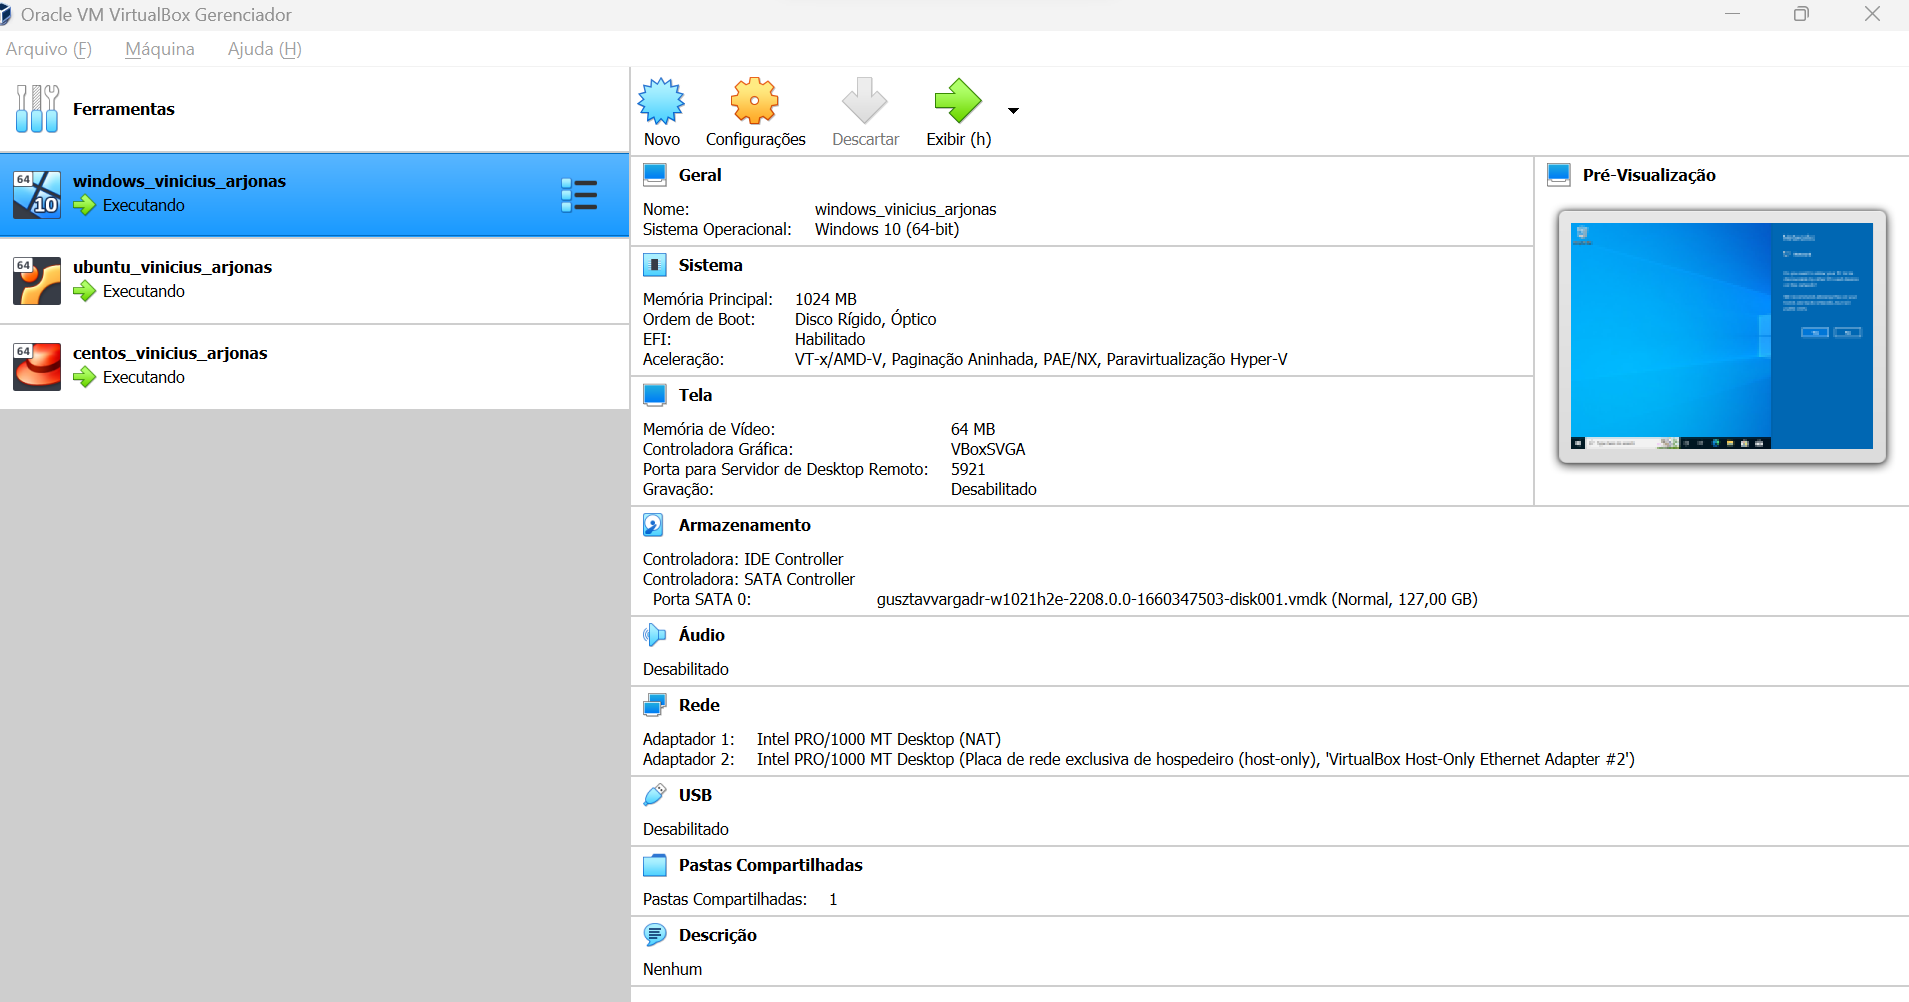 Oracle VM VirtualBox Gerenciador
Arquivo (F) Máquina Ajuda (H)
Ferramentas
64
10
windows_vinicius_arjonas
Executando
64
ubuntu_vinicius_arjonas
Executando
64
centos_vinicius_arjonas
Executando
Novo Configurações Descartar Exibir (h)
Geral
Nome: windows_vinicius_arjonas
Sistema Operacional: Windows 10 (64-bit)
Sistema
Memória Principal: 1024 MB
Ordem de Boot: Disco Rígido, Óptico
EFI: Habilitado
Aceleração: VT-x/AMD-V, Paginação Aninhada, PAE/NX, Paravirtualização Hyper-V
Tela
Memória de Vídeo: 64 MB
Controladora Gráfica: VBoxSVGA
Porta para Servidor de Desktop Remoto: 5921
Gravação: Desabilitado
Pré-Visualização
Armazenamento
Controladora: IDE Controller
Controladora: SATA Controller
Porta SATA 0: gusztavvargadr-w1021h2e-2208.0.0-1660347503-disk001.vmdk (Normal, 127,00 GB)
Áudio
Desabilitado
Rede
Adaptador 1: Intel PRO/1000 MT Desktop (NAT)
Adaptador 2: Intel PRO/1000 MT Desktop (Placa de rede exclusiva de hospedeiro (host-only), 'VirtualBox Host-Only Ethernet Adapter #2')
USB
Desabilitado
Pastas Compartilhadas
Pastas Compartilhadas: 1
Descrição
Nenhum